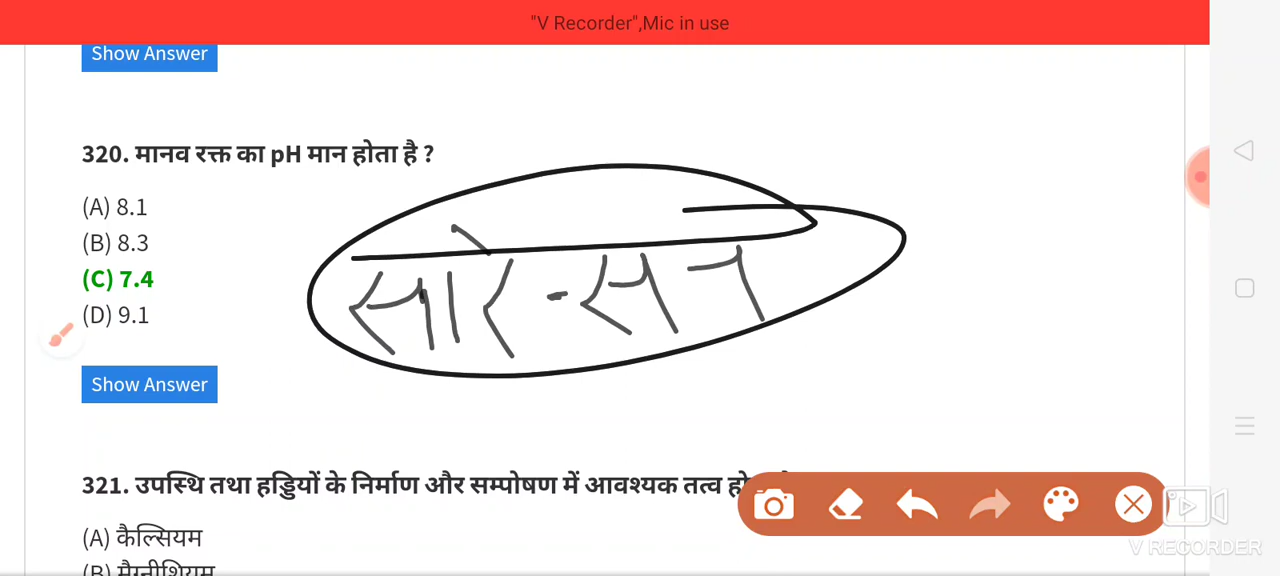 "V Recorder",Mic in use
Show Answer
320. मानव रक्त का pH मान होता है ?
(A) 8.1
(B) 8.3
(C) 7.4
(D) 9.1
Show Answer
321. उपस्थि तथा हड्डियों के निर्माण और सम्पोषण में आवश्यक तत्व
(A) कैल्सियम
(B) मैग्नीशियम
V RECORDER